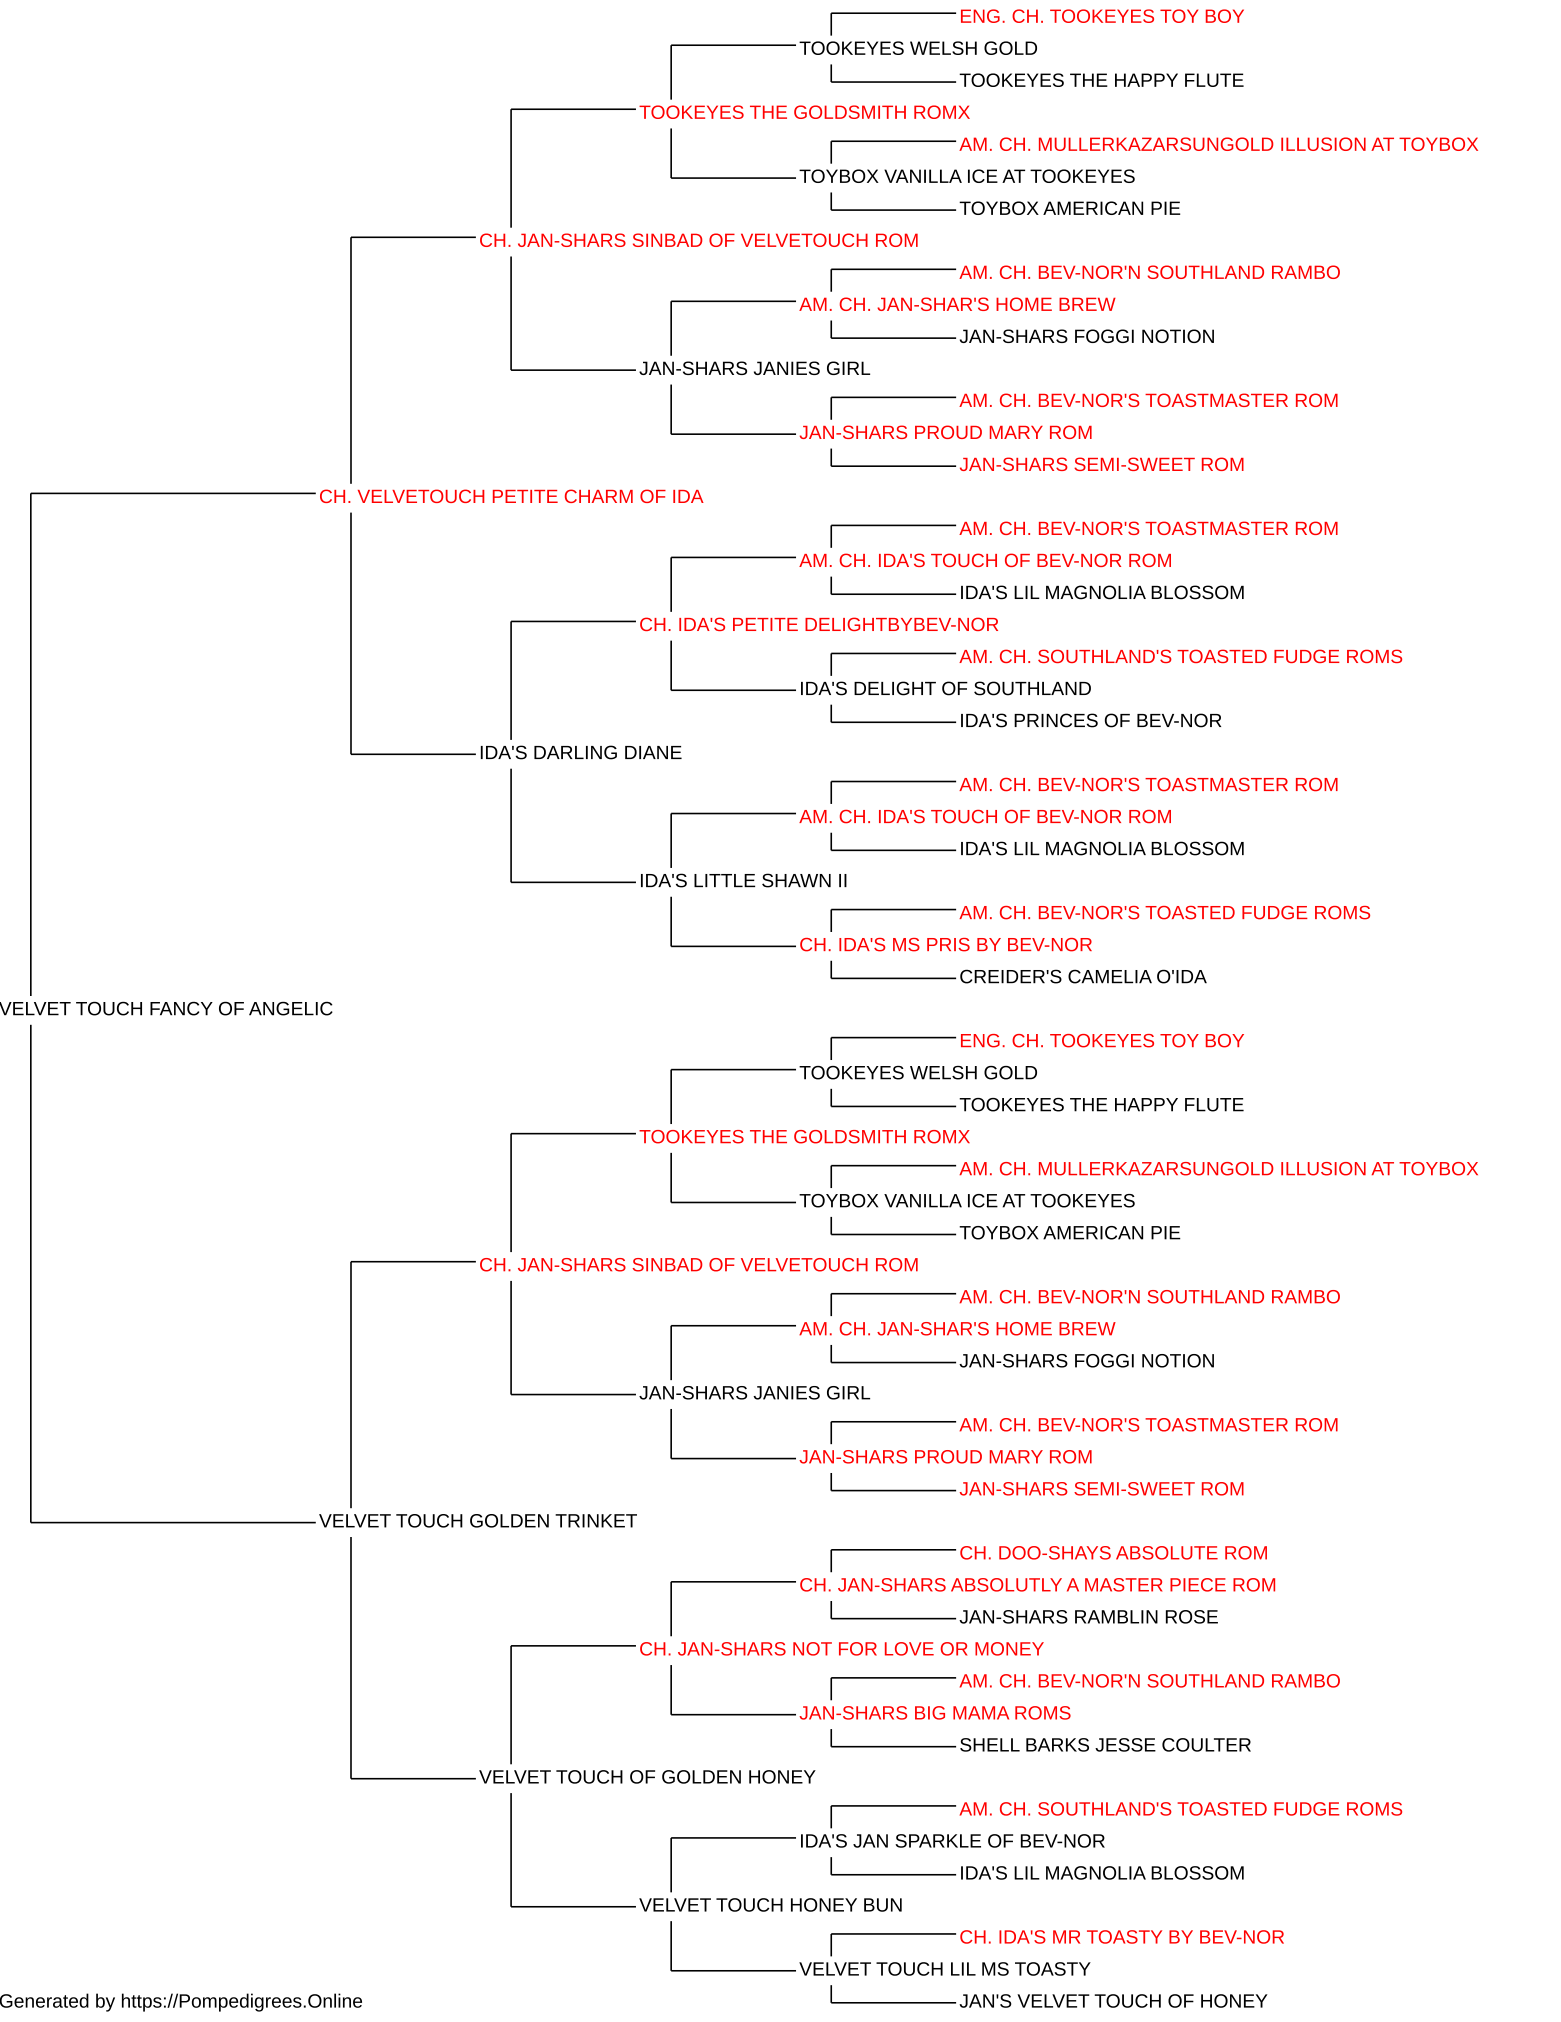 ENG. CH. TOOKEYES TOY BOY
TOOKEYES WELSH GOLD
TOOKEYES THE HAPPY FLUTE
TOOKEYES THE GOLDSMITH ROMX
AM. CH. MULLERKAZARSUNGOLD ILLUSION AT TOYBOX
TOYBOX VANILLA ICE AT TOOKEYES
TOYBOX AMERICAN PIE
CH. JAN-SHARS SINBAD OF VELVETOUCH ROM
AM. CH. BEV-NOR'N SOUTHLAND RAMBO
AM. CH. JAN-SHAR'S HOME BREW
JAN-SHARS FOGGI NOTION
JAN-SHARS JANIES GIRL
AM. CH. BEV-NOR'S TOASTMASTER ROM
JAN-SHARS PROUD MARY ROM
JAN-SHARS SEMI-SWEET ROM
CH. VELVETOUCH PETITE CHARM OF IDA
AM. CH. BEV-NOR'S TOASTMASTER ROM
AM. CH. IDA'S TOUCH OF BEV-NOR ROM
IDA'S LIL MAGNOLIA BLOSSOM
CH. IDA'S PETITE DELIGHTBYBEV-NOR
AM. CH. SOUTHLAND'S TOASTED FUDGE ROMS
IDA'S DELIGHT OF SOUTHLAND
IDA'S PRINCES OF BEV-NOR
IDA'S DARLING DIANE
AM. CH. BEV-NOR'S TOASTMASTER ROM
AM. CH. IDA'S TOUCH OF BEV-NOR ROM
IDA'S LIL MAGNOLIA BLOSSOM
IDA'S LITTLE SHAWN II
AM. CH. BEV-NOR'S TOASTED FUDGE ROMS
CH. IDA'S MS PRIS BY BEV-NOR
CREIDER'S CAMELIA O'IDA
VELVET TOUCH FANCY OF ANGELIC
ENG. CH. TOOKEYES TOY BOY
TOOKEYES WELSH GOLD
TOOKEYES THE HAPPY FLUTE
TOOKEYES THE GOLDSMITH ROMX
AM. CH. MULLERKAZARSUNGOLD ILLUSION AT TOYBOX
TOYBOX VANILLA ICE AT TOOKEYES
TOYBOX AMERICAN PIE
CH. JAN-SHARS SINBAD OF VELVETOUCH ROM
AM. CH. BEV-NOR'N SOUTHLAND RAMBO
AM. CH. JAN-SHAR'S HOME BREW
JAN-SHARS FOGGI NOTION
JAN-SHARS JANIES GIRL
AM. CH. BEV-NOR'S TOASTMASTER ROM
JAN-SHARS PROUD MARY ROM
JAN-SHARS SEMI-SWEET ROM
VELVET TOUCH GOLDEN TRINKET
CH. DOO-SHAYS ABSOLUTE ROM
CH. JAN-SHARS ABSOLUTLY A MASTER PIECE ROM
JAN-SHARS RAMBLIN ROSE
CH. JAN-SHARS NOT FOR LOVE OR MONEY
AM. CH. BEV-NOR'N SOUTHLAND RAMBO
JAN-SHARS BIG MAMA ROMS
SHELL BARKS JESSE COULTER
VELVET TOUCH OF GOLDEN HONEY
AM. CH. SOUTHLAND'S TOASTED FUDGE ROMS
IDA'S JAN SPARKLE OF BEV-NOR
IDA'S LIL MAGNOLIA BLOSSOM
VELVET TOUCH HONEY BUN
CH. IDA'S MR TOASTY BY BEV-NOR
VELVET TOUCH LIL MS TOASTY
JAN'S VELVET TOUCH OF HONEY
Generated by https://Pompedigrees.Online